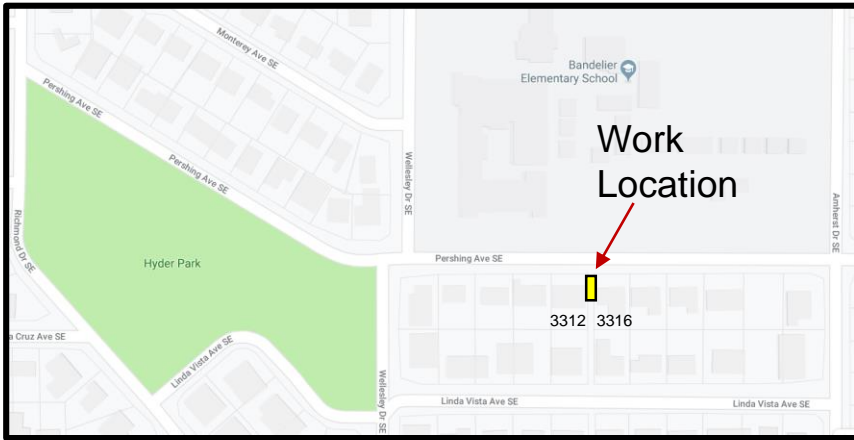 Monterey Ave SE
Bandelier
Elementary School
Pershing Ave SE
Work
Location
Pershing Ave SE
Wellesley Dr SE
Amherst Dr SE
Richmond Dr SE
Pershing Ave SE
Hyder Park
3312 3316
a Cruz Ave SE
Linda Vista Ave SE
Wellesley Dr SE
Linda Vista Ave SE
Linda Vista Ave SE